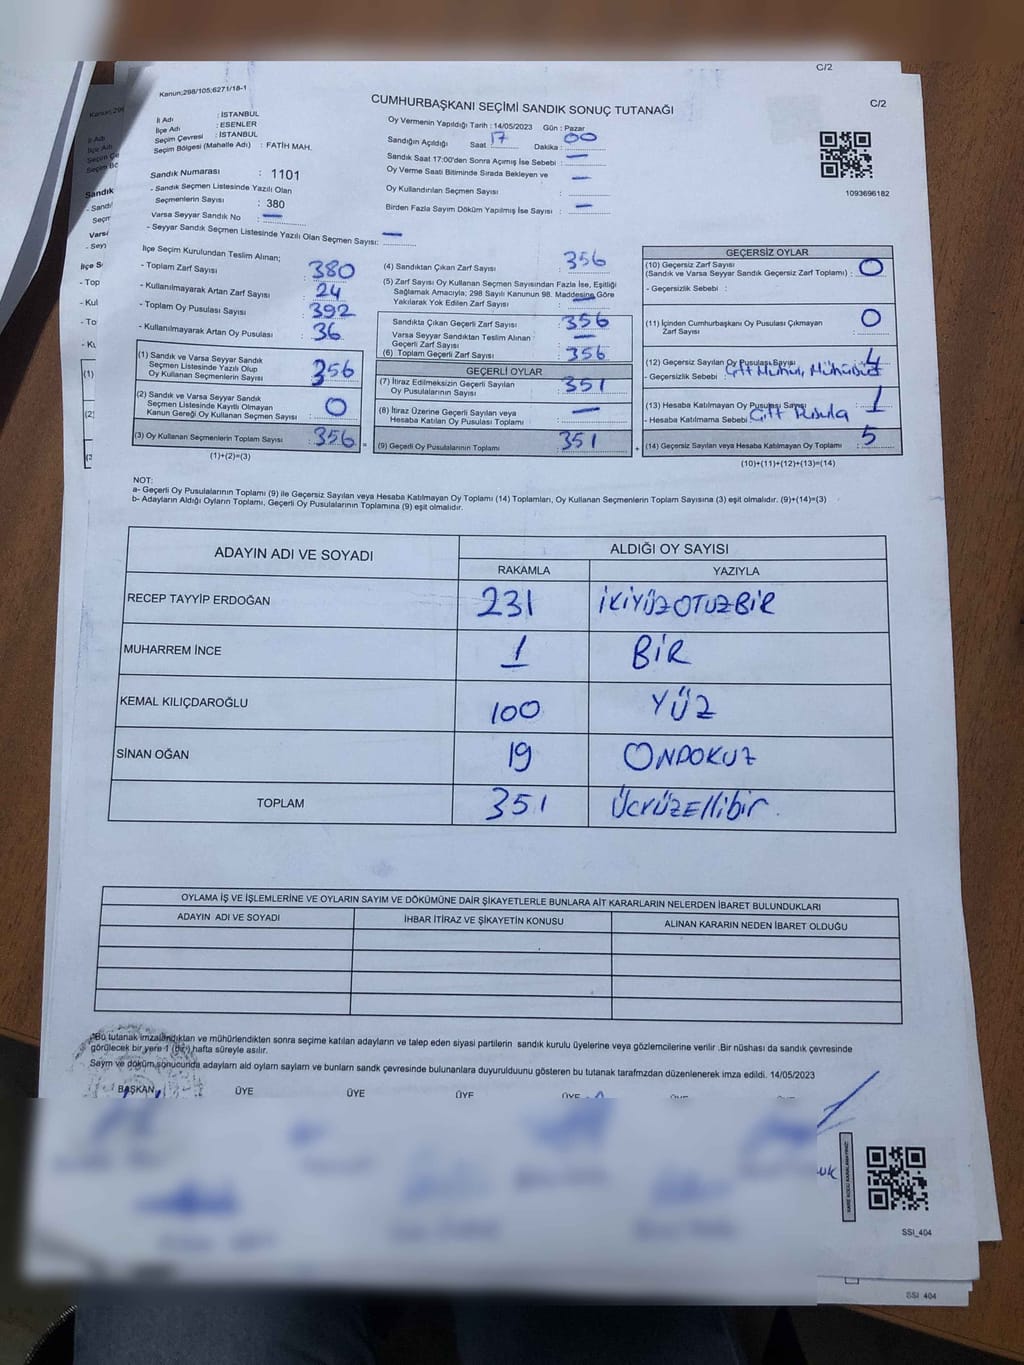 C/2
Kanun;298/105;6271/18-1
CUMHURBAŞKANI SEÇİMİ SANDIK SONUÇ TUTANAĞI
C/2
İl Adı : İSTANBUL
İlçe Adı : ESENLER
Seçim Çevresi : İSTANBUL
Seçim Bölgesi (Mahalle Adı) : FATİH MAH.
Sandık Numarası : 1101
- Sandık Seçmen Listesinde Yazılı Olan
Seçmenlerin Sayısı : 380
Varsa Seyyar Sandık No : —
- Seyyar Sandık Seçmen Listesinde Yazılı Olan Seçmen Sayısı: —
Oy Vermenin Yapıldığı Tarih : 14/05/2023 Gün : Pazar
Sandığın Açıldığı Saat : 17 Dakika : 00
Sandık Saat 17:00'den Sonra Açımış İse Sebebi : —
Oy Verme Saati Bitiminde Sırada Bekleyen ve : —
Oy Kullandırılan Seçmen Sayısı :
Birden Fazla Sayım Döküm Yapılmış İse Sayısı : —
1093696182
İlçe Seçim Kurulundan Teslim Alınan;
- Toplam Zarf Sayısı : 380
- Kullanılmayarak Artan Zarf Sayısı : 24
- Toplam Oy Pusulası Sayısı : 392
- Kullanılmayarak Artan Oy Pusulası : 36
(1) Sandık ve Varsa Seyyar Sandık
Seçmen Listesinde Yazılı Olup
Oy Kullanan Seçmenlerin Sayısı : 356
(2) Sandık ve Varsa Seyyar Sandık
Seçmen Listesinde Kayıtlı Olmayan
Kanun Gereği Oy Kullanan Seçmen Sayısı : 0
(3) Oy Kullanan Seçmenlerin Toplam Sayısı : 356 =
(1)+(2)=(3)
(4) Sandıktan Çıkan Zarf Sayısı : 356
(5) Zarf Sayısı Oy Kullanan Seçmen Sayısından Fazla İse, Eşitliği
Sağlamak Amacıyla; 298 Sayılı Kanunun 98. Maddesine Göre
Yakılarak Yok Edilen Zarf Sayısı : —
Sandıkta Çıkan Geçerli Zarf Sayısı : 356
Varsa Seyyar Sandıktan Teslim Alınan : —
Geçerli Zarf Sayısı
(6) Toplam Geçerli Zarf Sayısı : 356
GEÇERLİ OYLAR
(7) İtiraz Edilmeksizin Geçerli Sayılan
Oy Pusulalarının Sayısı : 351
(8) İtiraz Üzerine Geçerli Sayılan veya
Hesaba Katılan Oy Pusulası Toplamı : —
(9) Geçerli Oy Pusulalarının Toplamı : 351 +
GEÇERSİZ OYLAR
(10) Geçersiz Zarf Sayısı
(Sandık ve Varsa Seyyar Sandık Geçersiz Zarf Toplamı) : 0
- Geçersizlik Sebebi :
(11) İçinden Cumhurbaşkanı Oy Pusulası Çıkmayan
Zarf Sayısı : 0
(12) Geçersiz Sayılan Oy Pusulası Sayısı : 4
- Geçersizlik Sebebi : Çift Mühür, Mühürsüz
(13) Hesaba Katılmayan Oy Pusulası Sayısı : 1
- Hesaba Katılmama Sebebi : Çift Pusula
(14) Geçersiz Sayılan veya Hesaba Katılmayan Oy Toplamı : 5
(10)+(11)+(12)+(13)=(14)
NOT:
a- Geçerli Oy Pusulalarının Toplamı (9) ile Geçersiz Sayılan veya Hesaba Katılmayan Oy Toplamı (14) Toplamları, Oy Kullanan Seçmenlerin Toplam Sayısına (3) eşit olmalıdır. (9)+(14)=(3)
b- Adayların Aldığı Oyların Toplamı, Geçerli Oy Pusulalarının Toplamına (9) eşit olmalıdır.
ADAYIN ADI VE SOYADI ALDIĞI OY SAYISI
RAKAMLA YAZIYLA
RECEP TAYYİP ERDOĞAN 231 İKİYÜZOTUZBİR
MUHARREM İNCE 1 BİR
KEMAL KILIÇDAROĞLU 100 YÜZ
SİNAN OĞAN 19 ONDOKUZ
TOPLAM 351 ÜCYÜZEllibir.
OYLAMA İŞ VE İŞLEMLERİNE VE OYLARIN SAYIM VE DÖKÜMÜNE DAİR ŞİKAYETLERLE BUNLARA AİT KARARLARIN NELERDEN İBARET BULUNDUKLARI
ADAYIN ADI VE SOYADI İHBAR İTİRAZ VE ŞİKAYETİN KONUSU ALINAN KARARIN NEDEN İBARET OLDUĞU
Bu tutanak imzalandıktan ve mühürlendikten sonra seçime katılan adayların ve talep eden siyasi partilerin sandık kurulu üyelerine veya gözlemcilerine verilir .Bir nüshası da sandık çevresinde
görülecek bir yere 1 (bir) hafta süreyle asılır.
Sayım ve döküm sonucunda adayların ald oyların sayların ve bunların sandk çevresinde bulunanlara duyurulduunu gösteren bu tutanak tarafmzdan düzenlenerek imza edildi. 14/05/2023
BAŞKAN ÜYE ÜYE ÜYE ÜYE
SSI_404
SSI_404